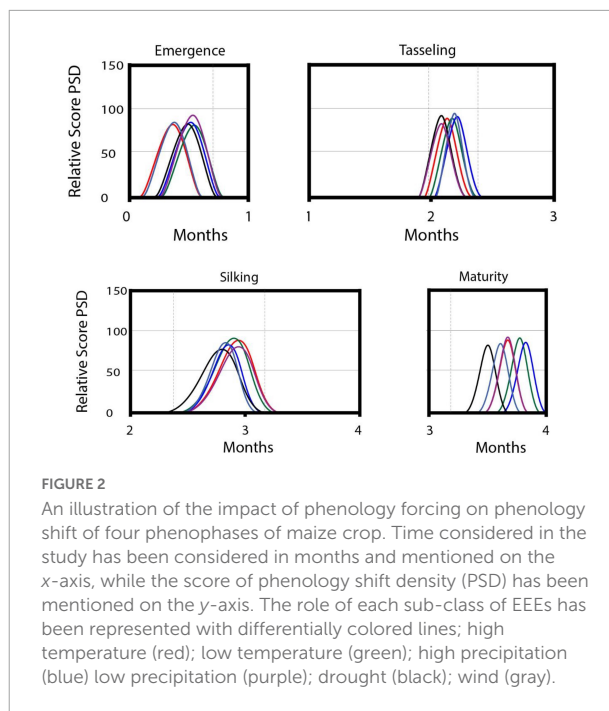 Emergence
Tasseling
Relative Score PSD
150
100
50
0
0
1
Months
1
2
3
Months
Silking
Maturity
Relative Score PSD
150
100
50
0
2
3
4
Months
3
4
Months
FIGURE 2
An illustration of the impact of phenology forcing on phenology
shift of four phenophases of maize crop. Time considered in the
study has been considered in months and mentioned on the
x-axis, while the score of phenology shift density (PSD) has been
mentioned on the y-axis. The role of each sub-class of EEEs has
been represented with differentially colored lines; high
temperature (red); low temperature (green); high precipitation
(blue) low precipitation (purple); drought (black); wind (gray).